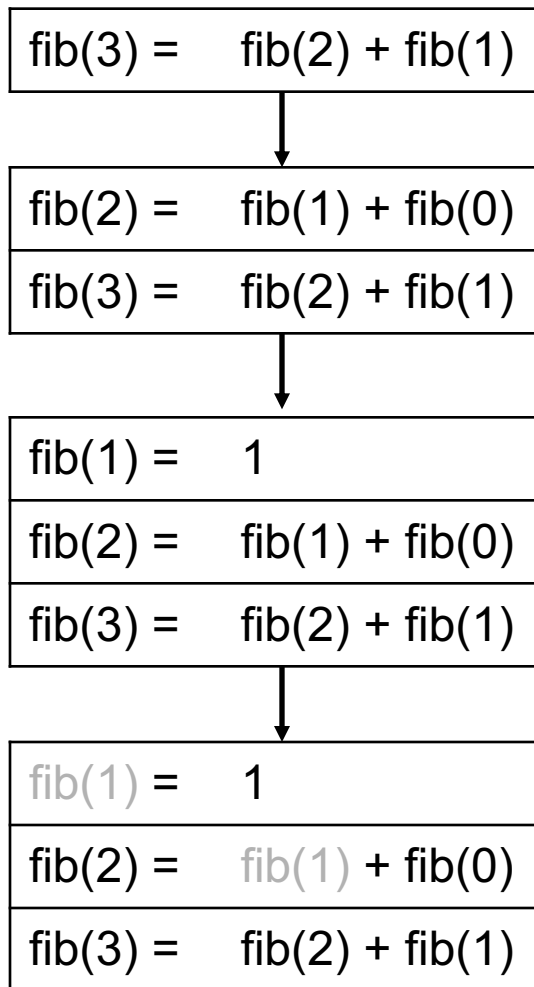 fib(3) = fib(2) + fib(1)
fib(2) = fib(1) + fib(0)
fib(3) = fib(2) + fib(1)
fib(1) = 1
fib(2) = fib(1) + fib(0)
fib(3) = fib(2) + fib(1)
fib(1) = 1
fib(2) = fib(1) + fib(0)
fib(3) = fib(2) + fib(1)